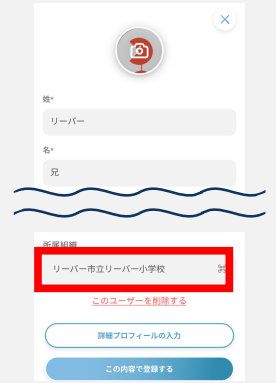 姓*
リーバー
名*
兄
所属組織
リーバー市立リーバー小学校
このユーザーを削除する
詳細プロフィールの入力
この内容で登録する